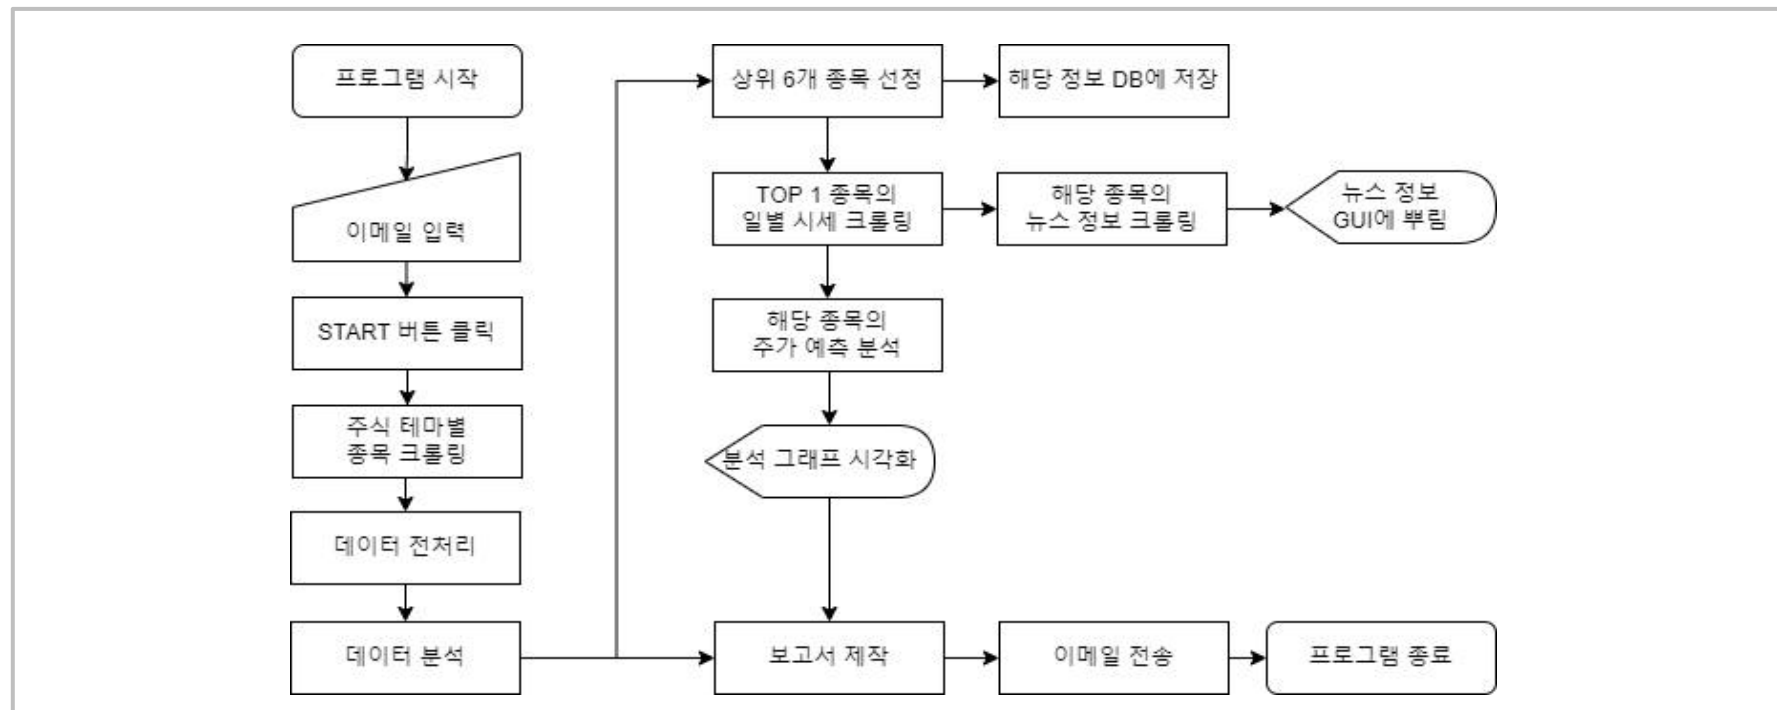 프로그램 시작
이메일 입력
START 버튼 클릭
주식 테마별
종목 크롤링
데이터 전처리
데이터 분석
상위 6개 종목 선정
해당 정보 DB에 저장
TOP 1 종목의
일별 시세 크롤링
해당 종목의
뉴스 정보 크롤링
뉴스 정보
GUI에 뿌림
해당 종목의
주가 예측 분석
분석 그래프 시각화
보고서 제작
이메일 전송
프로그램 종료